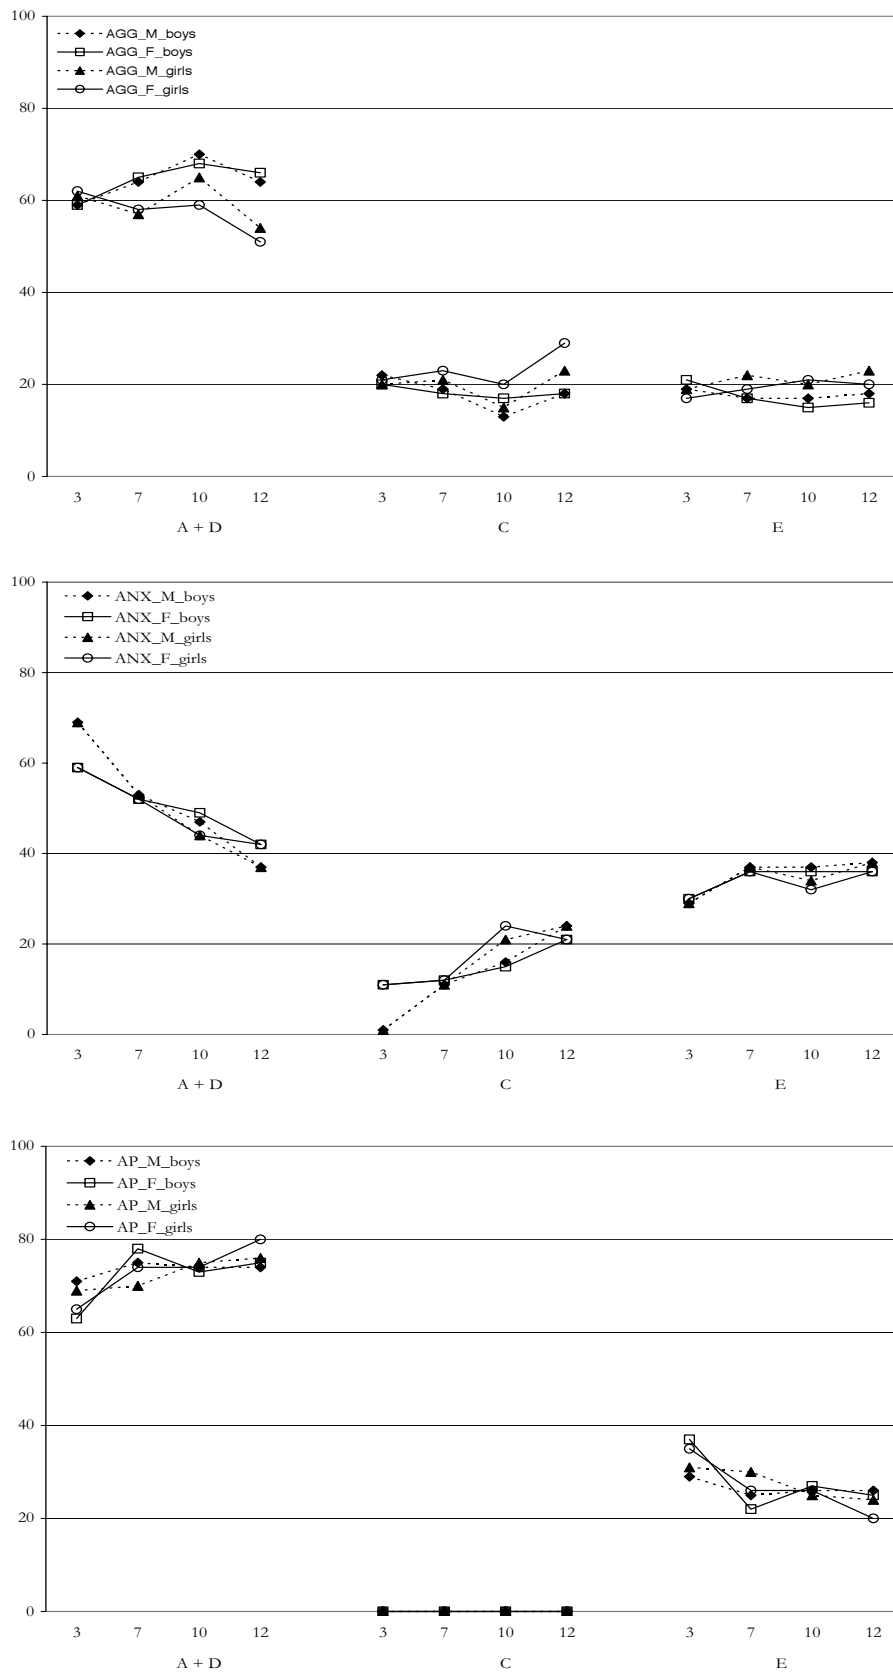 100
AGG_M_boys
AGG_F_boys
AGG_M_girls
AGG_F_girls
80
60
40
20
0
3 7 10 12 3 7 10 12 3 7 10 12
A + D C E
100
ANX_M_boys
ANX_F_boys
ANX_M_girls
ANX_F_girls
80
60
40
20
0
3 7 10 12 3 7 10 12 3 7 10 12
A + D C E
100
AP_M_boys
AP_F_boys
AP_M_girls
AP_F_girls
80
60
40
20
0
3 7 10 12 3 7 10 12 3 7 10 12
A + D C E